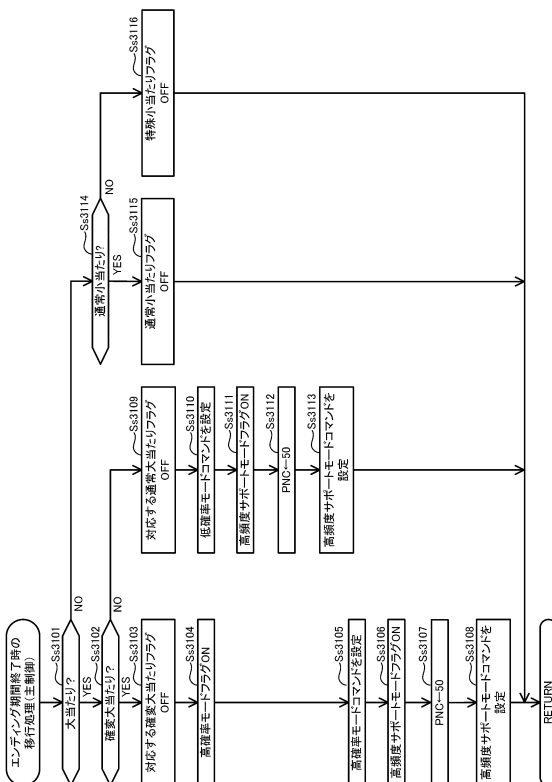 エンディング期間終了時の
移行処理(主制御)
Ss3101
大当たり?
NO
YES
Ss3102
確変大当たり?
NO
YES
Ss3103
対応する確変大当たりフラグ
OFF
Ss3104
高確率モードフラグON
Ss3105
高確率モードコマンドを設定
Ss3106
高頻度サポートモードフラグON
Ss3107
PNC←50
Ss3108
高頻度サポートモードコマンドを
設定
RETURN
Ss3109
対応する通常大当たりフラグ
OFF
Ss3110
低確率モードコマンドを設定
Ss3111
高頻度サポートモードフラグON
Ss3112
PNC←50
Ss3113
高頻度サポートモードコマンドを
設定
Ss3114
通常小当たり?
NO
YES
Ss3115
通常小当たりフラグ
OFF
Ss3116
特殊小当たりフラグ
OFF